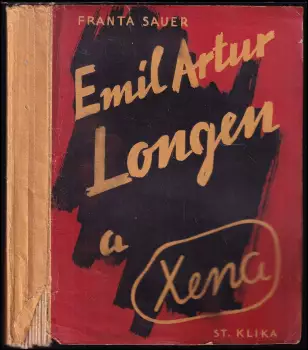 FRANTA SAUER
Emil Artur
Longen
a
Xena
ST. KLIKA